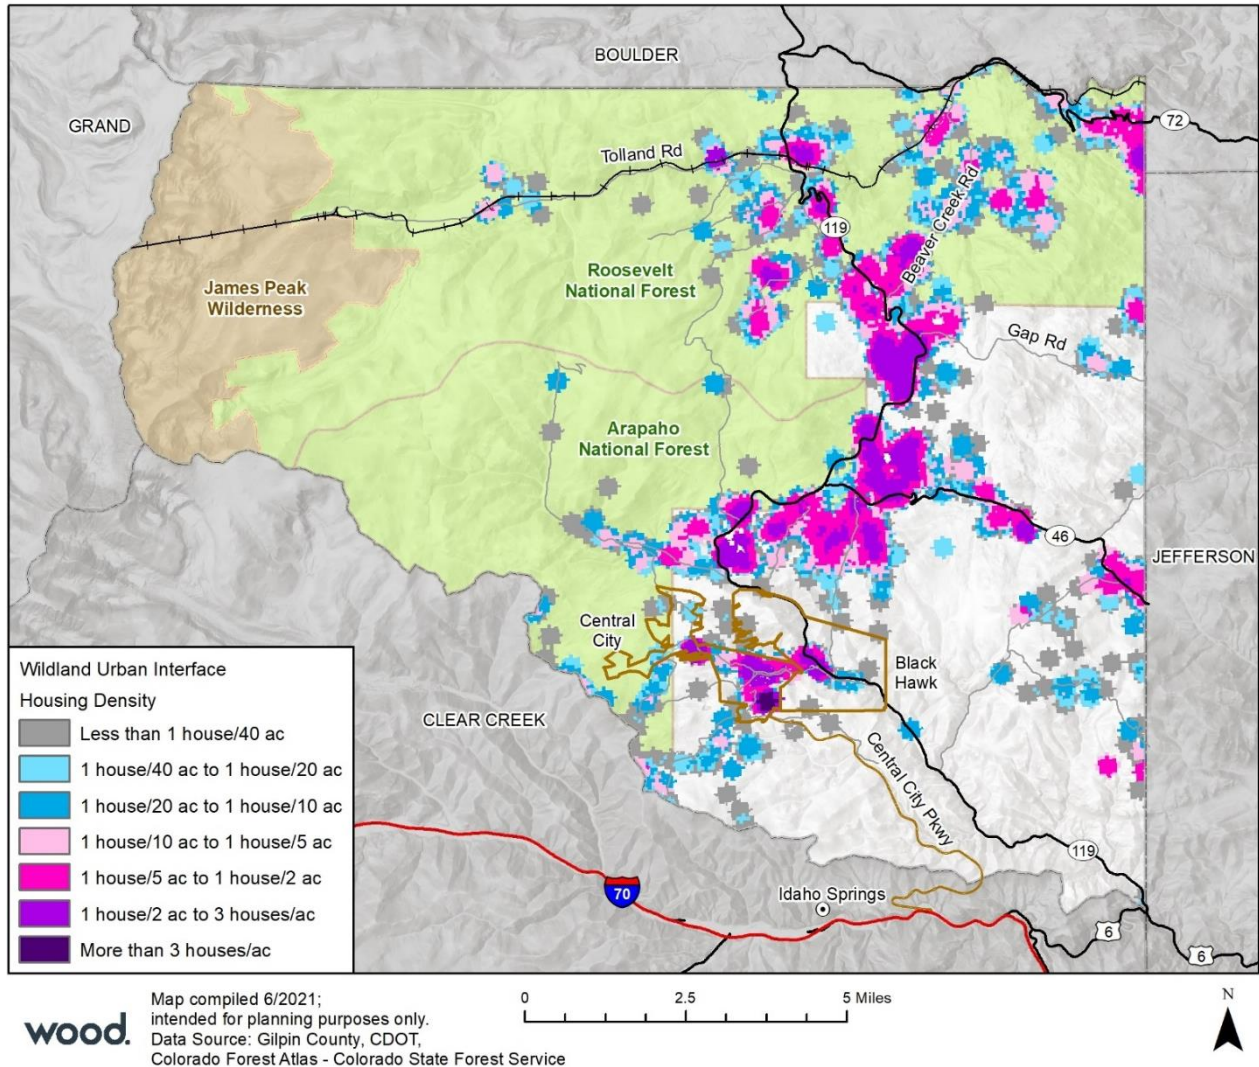 BOULDER
GRAND
72
Tolland Rd
Beaver Creek Rd
119
Roosevelt
National Forest
James Peak
Wilderness
Gap Rd
Arapaho
National Forest
46
JEFFERSON
Central
City
Black
Hawk
CLEAR CREEK
Central City Pkwy
119
70
Idaho Springs
6
6
Wildland Urban Interface
Housing Density
Less than 1 house/40 ac
1 house/40 ac to 1 house/20 ac
1 house/20 ac to 1 house/10 ac
1 house/10 ac to 1 house/5 ac
1 house/5 ac to 1 house/2 ac
1 house/2 ac to 3 houses/ac
More than 3 houses/ac
wood.
Map compiled 6/2021;
intended for planning purposes only.
Data Source: Gilpin County, CDOT,
Colorado Forest Atlas - Colorado State Forest Service
0 2.5 5 Miles
N